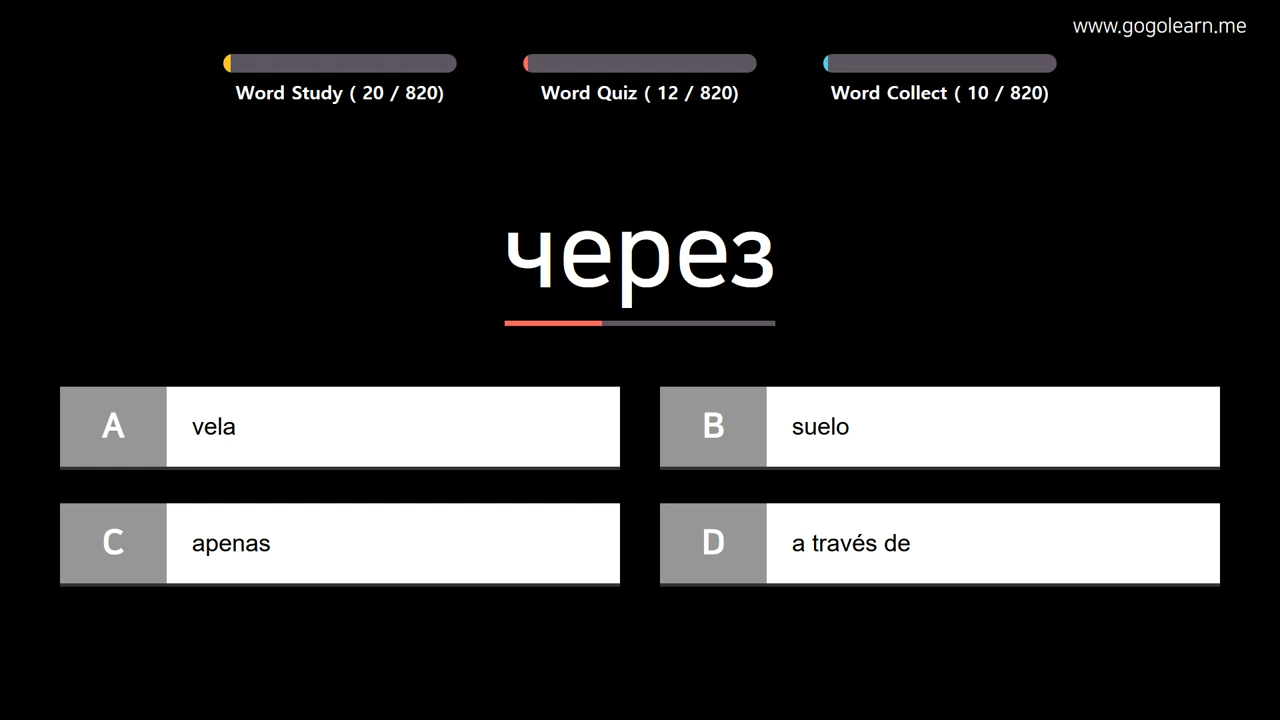 www.gogolearn.me
Word Study ( 20 / 820)
Word Quiz ( 12 / 820)
Word Collect ( 10 / 820)
через
A
vela
B
suelo
C
apenas
D
a través de